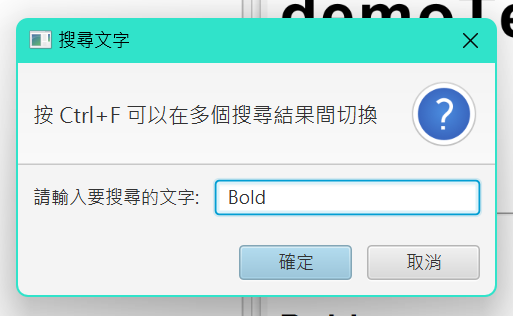 demoTe
搜尋文字
按 Ctrl+F 可以在多個搜尋結果間切換
請輸入要搜尋的文字:
Bold
確定
取消